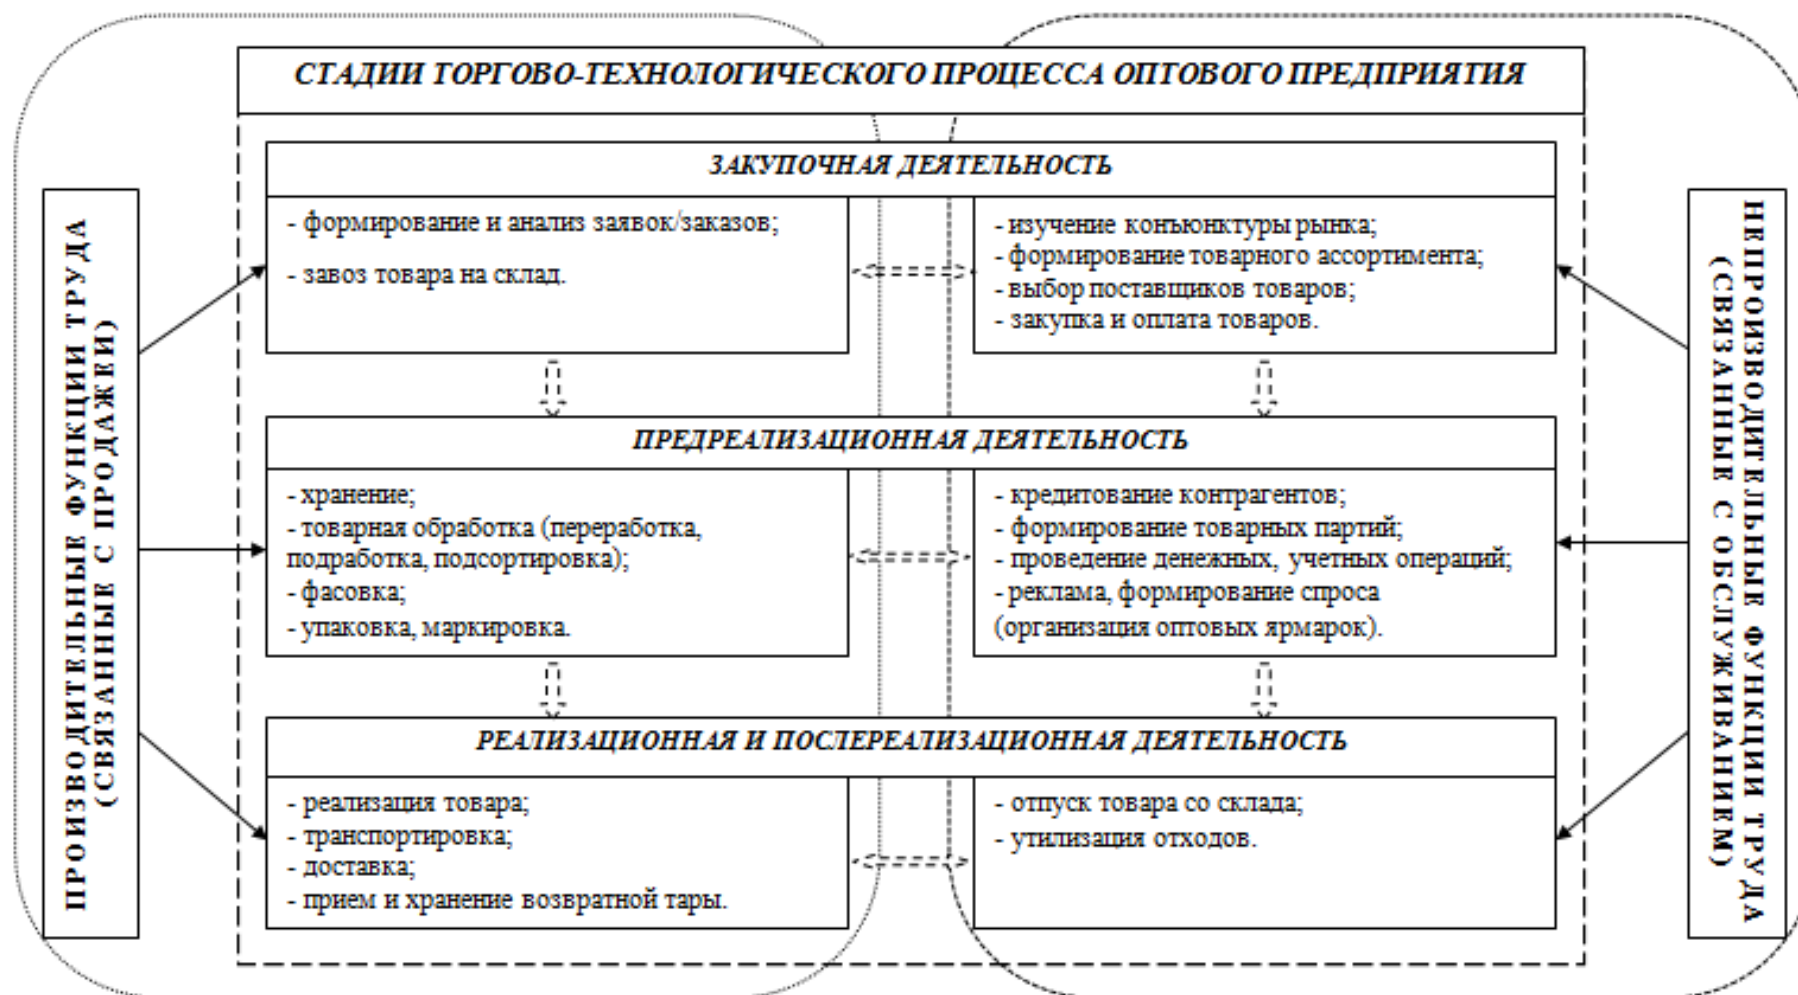 СТАДИИ ТОРГОВО-ТЕХНОЛОГИЧЕСКОГО ПРОЦЕССА ОПТОВОГО ПРЕДПРИЯТИЯ
ПРОИЗВОДИТЕЛЬНЫЕ ФУНКЦИИ ТРУДА
(СВЯЗАННЫЕ С ПРОДАЖЕЙ)
ЗАКУПОЧНАЯ ДЕЯТЕЛЬНОСТЬ
- формирование и анализ заявок/заказов;
- завоз товара на склад.
- изучение конъюнктуры рынка;
- формирование товарного ассортимента;
- выбор поставщиков товаров;
- закупка и оплата товаров.
ПРЕДРЕАЛИЗАЦИОННАЯ ДЕЯТЕЛЬНОСТЬ
- хранение;
- товарная обработка (переработка,
подработка, подсортировка);
- фасовка;
- упаковка, маркировка.
- кредитование контрагентов;
- формирование товарных партий;
- проведение денежных, учетных операций;
- реклама, формирование спроса
(организация оптовых ярмарок).
РЕАЛИЗАЦИОННАЯ И ПОСЛЕРЕАЛИЗАЦИОННАЯ ДЕЯТЕЛЬНОСТЬ
- реализация товара;
- транспортировка;
- доставка;
- прием и хранение возвратной тары.
- отпуск товара со склада;
- утилизация отходов.
НЕПРОИЗВОДИТЕЛЬНЫЕ ФУНКЦИИ ТРУДА
(СВЯЗАННЫЕ С ОБСЛУЖИВАНИЕМ)